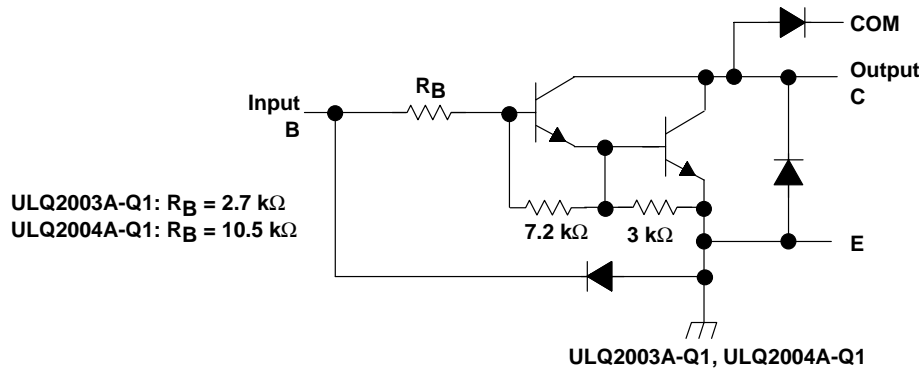 COM
Output
C
RB
Input
B
ULQ2003A-Q1: RB = 2.7 kΩ
ULQ2004A-Q1: RB = 10.5 kΩ
7.2 kΩ
3 kΩ
E
ULQ2003A-Q1, ULQ2004A-Q1